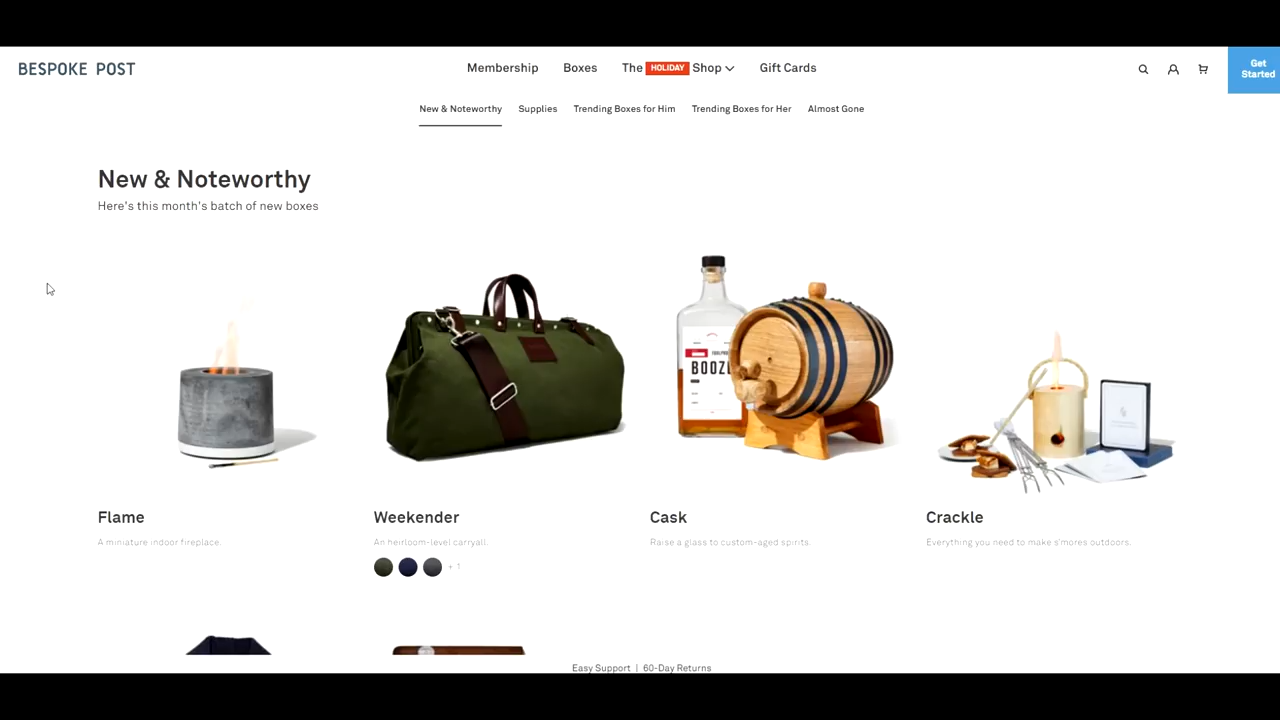 BESPOKE POST
Membership
Boxes
The HOLIDAY Shop
Gift Cards
Get
Started
New & Noteworthy
Supplies
Trending Boxes for Him
Trending Boxes for Her
Almost Gone
New & Noteworthy
Here's this month's batch of new boxes
BOOZ
Flame
A miniature indoor fireplace.
Weekender
An heirloom-level carryall.
+ 1
Cask
Raise a glass to custom-aged spirits.
Crackle
Everything you need to make s'mores outdoors.
Easy Support | 60-Day Returns